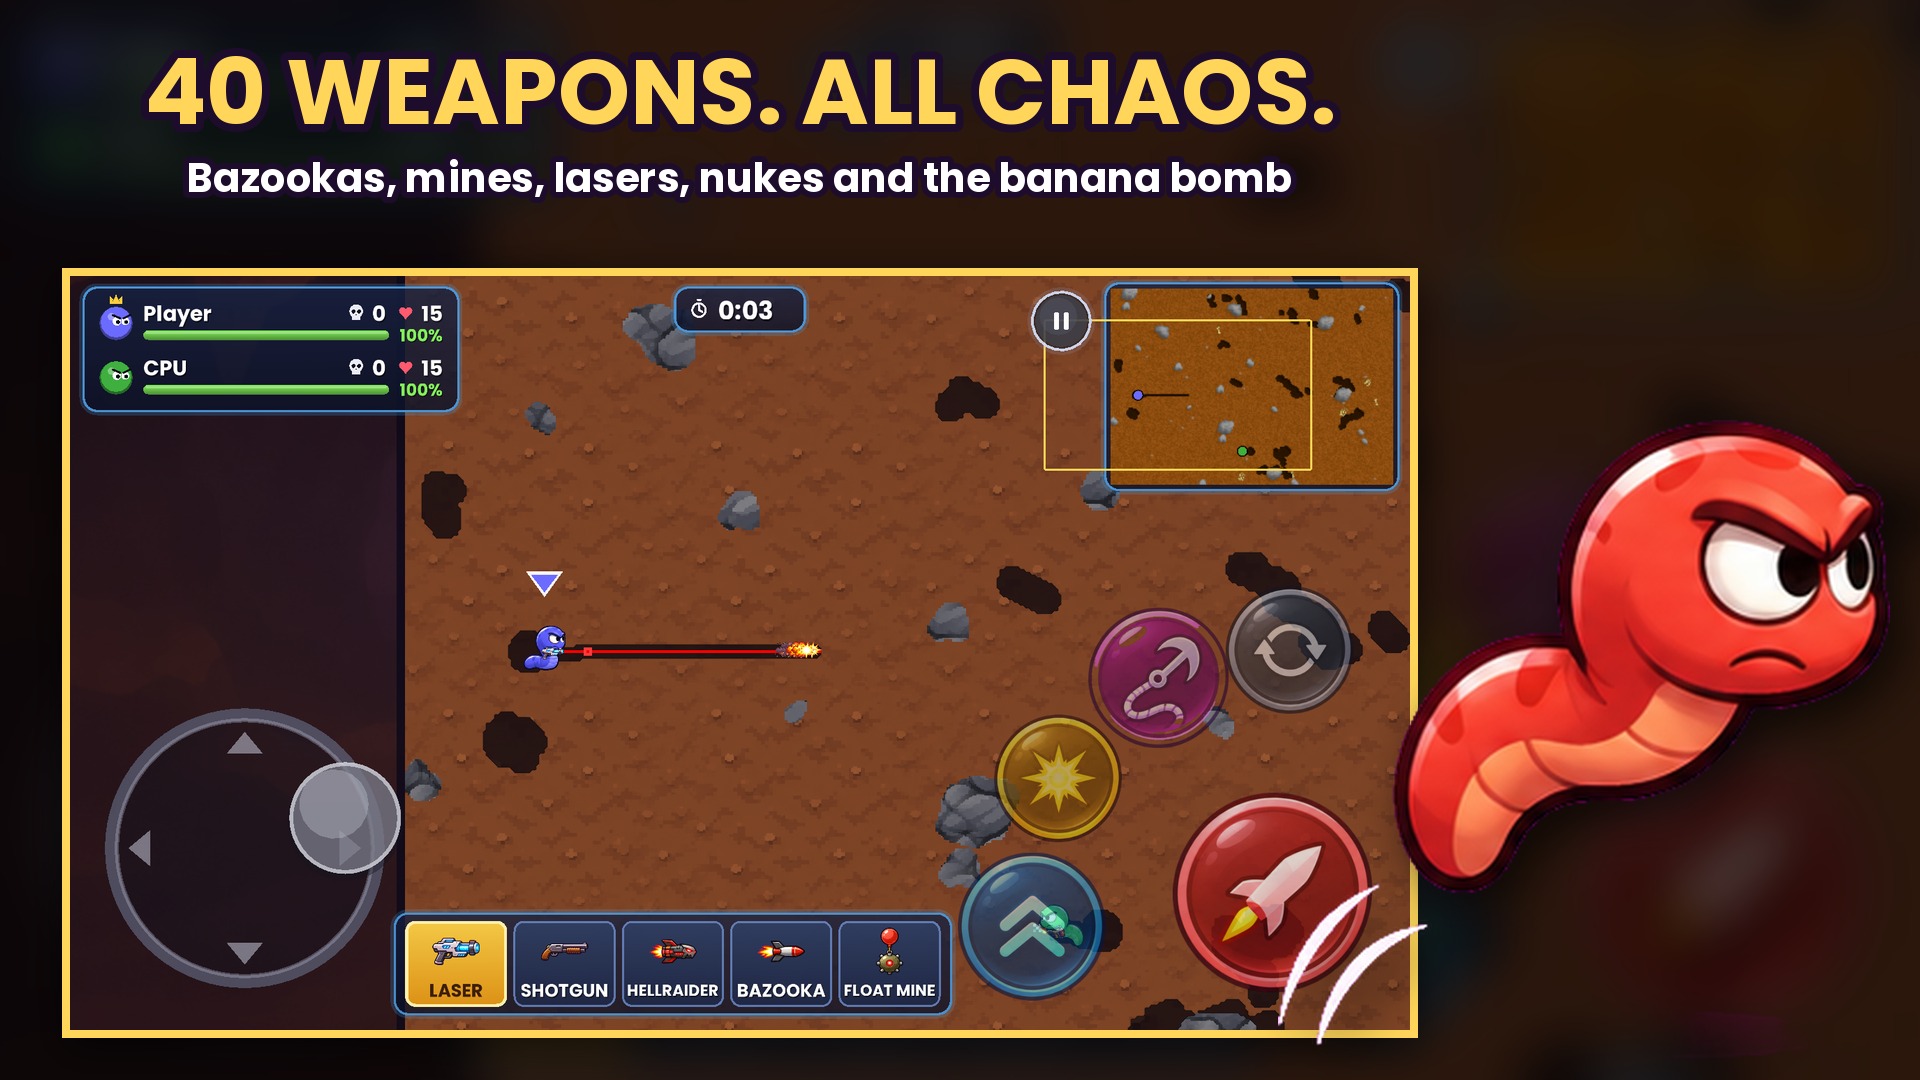 40 WEAPONS. ALL CHAOS.
Bazookas, mines, lasers, nukes and the banana bomb
Player 0 15
100%
CPU 0 15
100%
0:03
LASER SHOTGUN HELLRAIDER BAZOOKA FLOAT MINE